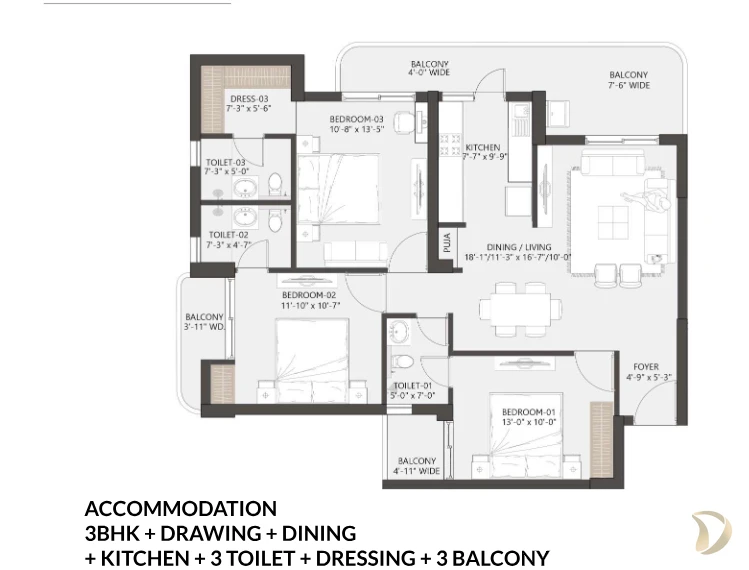 BALCONY
4'-0" WIDE
BALCONY
7'-6" WIDE
DRESS-03
7'-3" x 5'-6"
BEDROOM-03
10'-8" x 13'-5"
KITCHEN
7'-7" x 9'-9"
TOILET-03
7'-3" x 5'-0"
TOILET-02
7'-3" x 4'-7"
PUJA
DINING / LIVING
18'-1"/11'-3" x 16'-7"/10'-0"
BEDROOM-02
11'-10" x 10'-7"
BALCONY
3'-11" WD.
FOYER
4'-9" x 5'-3"
TOILET-01
5'-0" x 7'-0"
BEDROOM-01
13'-0" x 10'-0"
BALCONY
4'-11" WIDE
ACCOMMODATION
3BHK + DRAWING + DINING
+ KITCHEN + 3 TOILET + DRESSING + 3 BALCONY